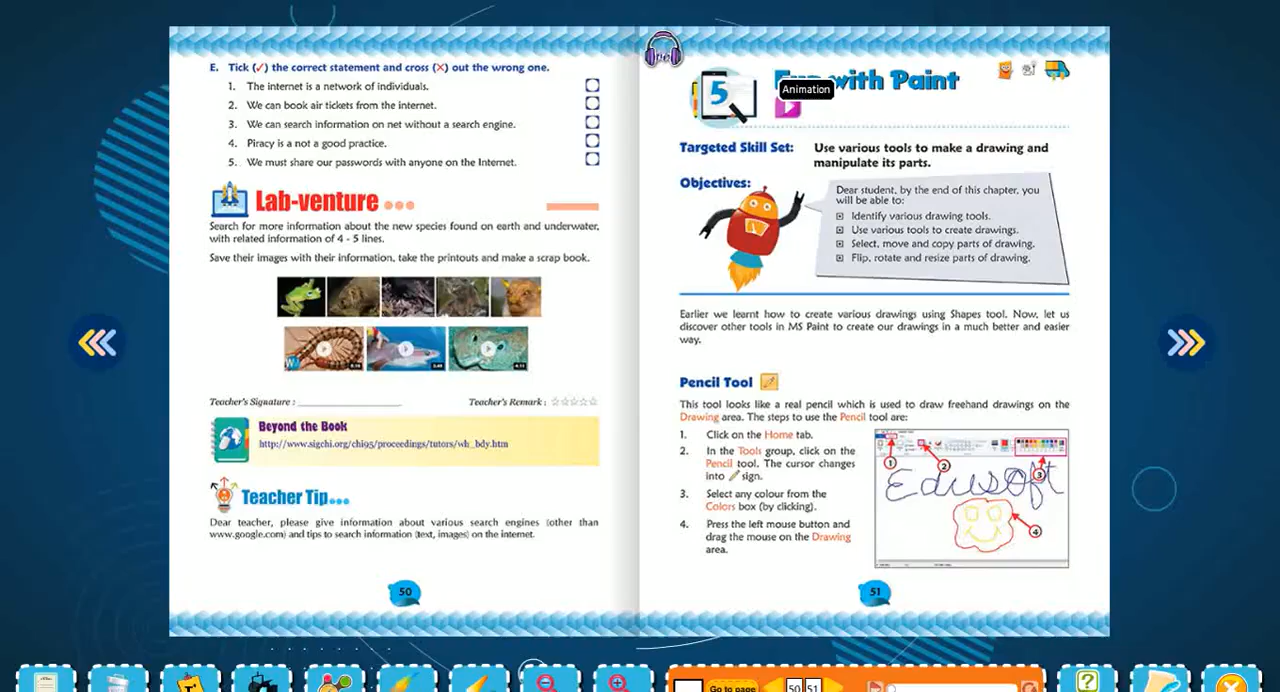 E. Tick (✓) the correct statement and cross (✗) out the wrong one.
1. The internet is a network of individuals.
2. We can book air tickets from the internet.
3. We can search information on net without a search engine.
4. Piracy is a not a good practice.
5. We must share our passwords with anyone on the Internet.
Lab-venture
Search for more information about the new species found on earth and underwater,
with related information of 4 - 5 lines.
Save their images with their information, take the printouts and make a scrap book.
Teacher's Signature : ____________________
Teacher's Remark : ☆☆☆☆☆
Beyond the Book
http://www.sigchi.org/chi95/proceedings/tutors/wh_bdy.htm
Teacher Tip...
Dear teacher, please give information about various search engines (other than
www.google.com) and tips to search information (text, images) on the internet.
50
5
with Paint
Animation
Targeted Skill Set: Use various tools to make a drawing and
manipulate its parts.
Objectives:
Dear student, by the end of this chapter, you
will be able to:
Identify various drawing tools.
Use various tools to create drawings.
Select, move and copy parts of drawing.
Flip, rotate and resize parts of drawing.
Earlier we learnt how to create various drawings using Shapes tool. Now, let us
discover other tools in MS Paint to create our drawings in a much better and easier
way.
Pencil Tool
This tool looks like a real pencil which is used to draw freehand drawings on the
Drawing area. The steps to use the Pencil tool are:
1. Click on the Home tab.
2. In the Tools group, click on the
Pencil tool. The cursor changes
into sign.
3. Select any colour from the
Colors box (by clicking).
4. Press the left mouse button and
drag the mouse on the Drawing
area.
1
2
3
Edusoft
4
51
Go to page
50 51